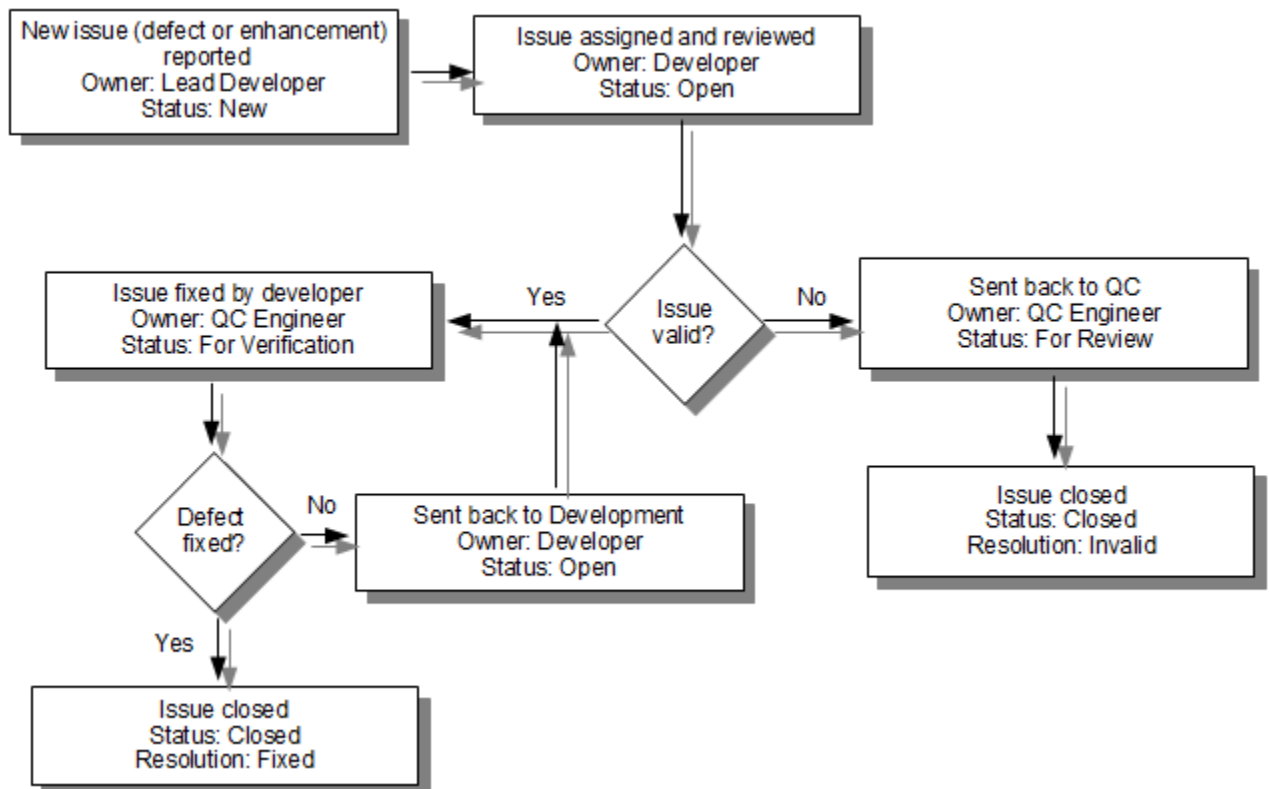 New issue (defect or enhancement)
reported
Owner: Lead Developer
Status: New
Issue assigned and reviewed
Owner: Developer
Status: Open
Issue
valid?
Yes
No
Issue fixed by developer
Owner: QC Engineer
Status: For Verification
Sent back to QC
Owner: QC Engineer
Status: For Review
Defect
fixed?
No
Sent back to Development
Owner: Developer
Status: Open
Issue closed
Status: Closed
Resolution: Invalid
Yes
Issue closed
Status: Closed
Resolution: Fixed